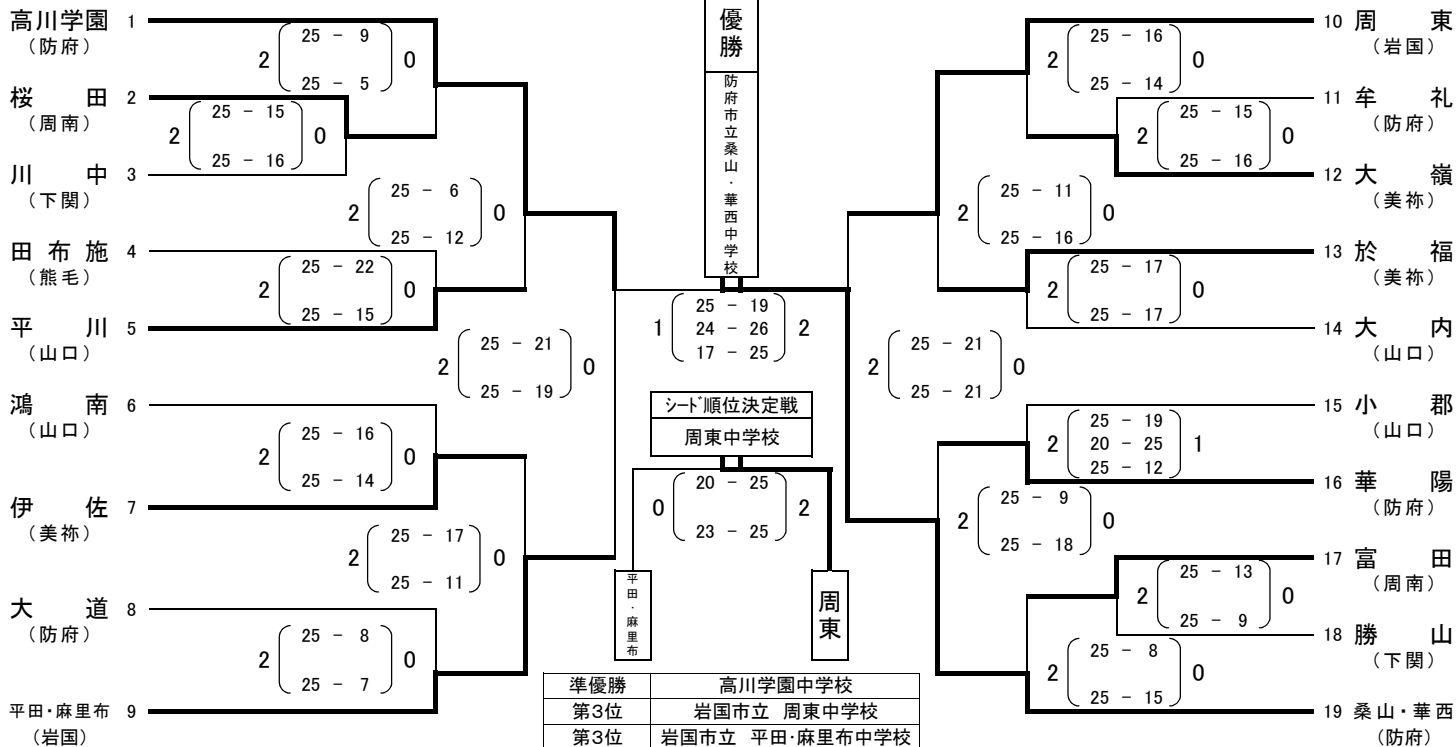 高川学園 1
（防府）
2 25 － 9 0
25 － 5
桜田 2
（周南）
2 25 － 15 0
25 － 16
川中 3
（下関）
2 25 － 6 0
25 － 12
田布施 4
（熊毛）
2 25 － 22 0
25 － 15
平川 5
（山口）
2 25 － 21 0
25 － 19
鴻南 6
（山口）
2 25 － 16 0
25 － 14
伊佐 7
（美祢）
2 25 － 17 0
25 － 11
大道 8
（防府）
2 25 － 8 0
25 － 7
平田・麻里布 9
（岩国）
優勝
防府市立桑山・華西中学校
25 － 19
1 24 － 26 2
17 － 25
ｼｰﾄﾞ順位決定戦
周東中学校
0 20 － 25 2
23 － 25
平田・麻里布
周東
準優勝 高川学園中学校
第3位 岩国市立 周東中学校
第3位 岩国市立 平田・麻里布中学校
10 周東
（岩国）
2 25 － 16 0
25 － 14
11 牟礼
（防府）
2 25 － 15 0
25 － 16
12 大嶺
（美祢）
2 25 － 11 0
25 － 16
13 於福
（美祢）
2 25 － 17 0
25 － 17
14 大内
（山口）
2 25 － 21 0
25 － 21
15 小郡
（山口）
25 － 19
2 20 － 25 1
25 － 12
16 華陽
（防府）
2 25 － 9 0
25 － 18
17 富田
（周南）
2 25 － 13 0
25 － 9
18 勝山
（下関）
2 25 － 8 0
25 － 15
19 桑山・華西
（防府）